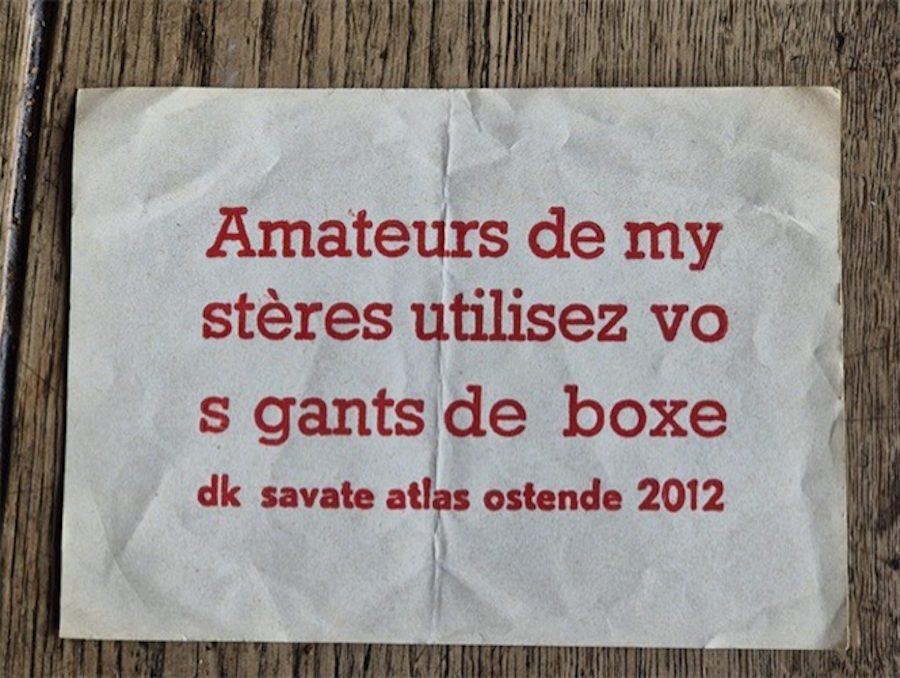 Amateurs de my
stères utilisez vo
s gants de boxe
dk savate atlas ostende 2012